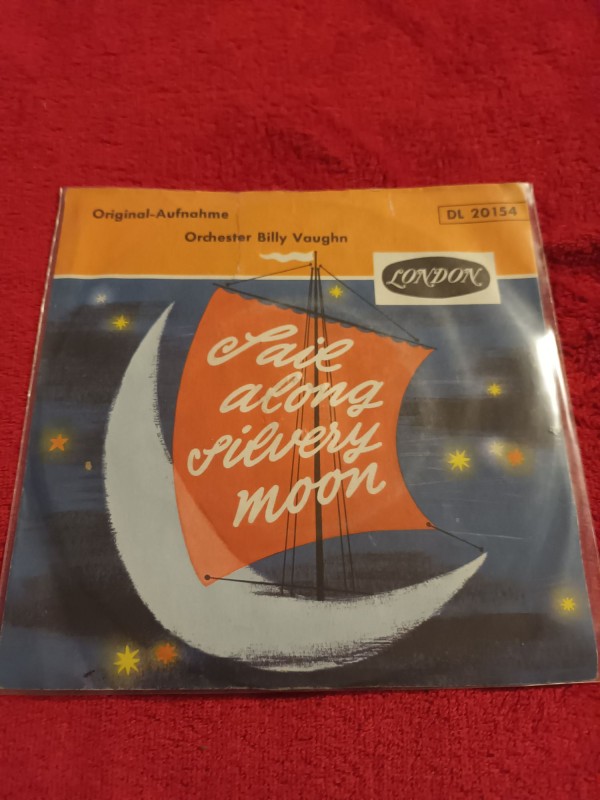 Original-Aufnahme
DL 20154
Orchester Billy Vaughn
LONDON
Sail
along
silvery
moon